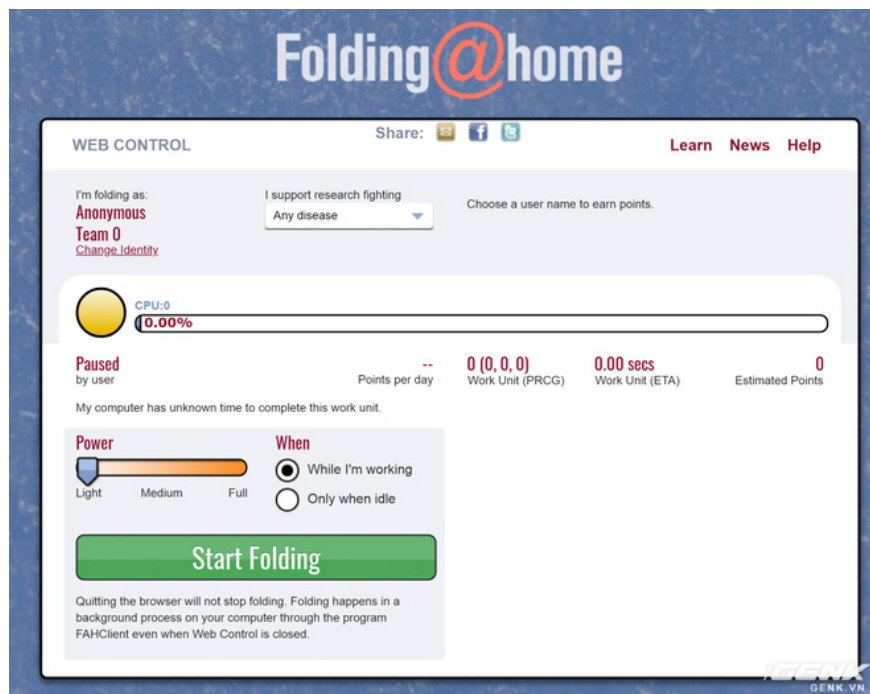 Folding@home
WEB CONTROL
Share:
Learn News Help
I'm folding as:
Anonymous
Team 0
Change Identity
I support research fighting
Any disease
Choose a user name to earn points.
CPU:0
0.00%
Paused
by user
--
Points per day
0 (0, 0, 0)
Work Unit (PRCG)
0.00 secs
Work Unit (ETA)
0
Estimated Points
My computer has unknown time to complete this work unit.
Power
Light Medium Full
When
While I'm working
Only when idle
Start Folding
Quitting the browser will not stop folding. Folding happens in a
background process on your computer through the program
FAHClient even when Web Control is closed.
GENK
GENK.VN